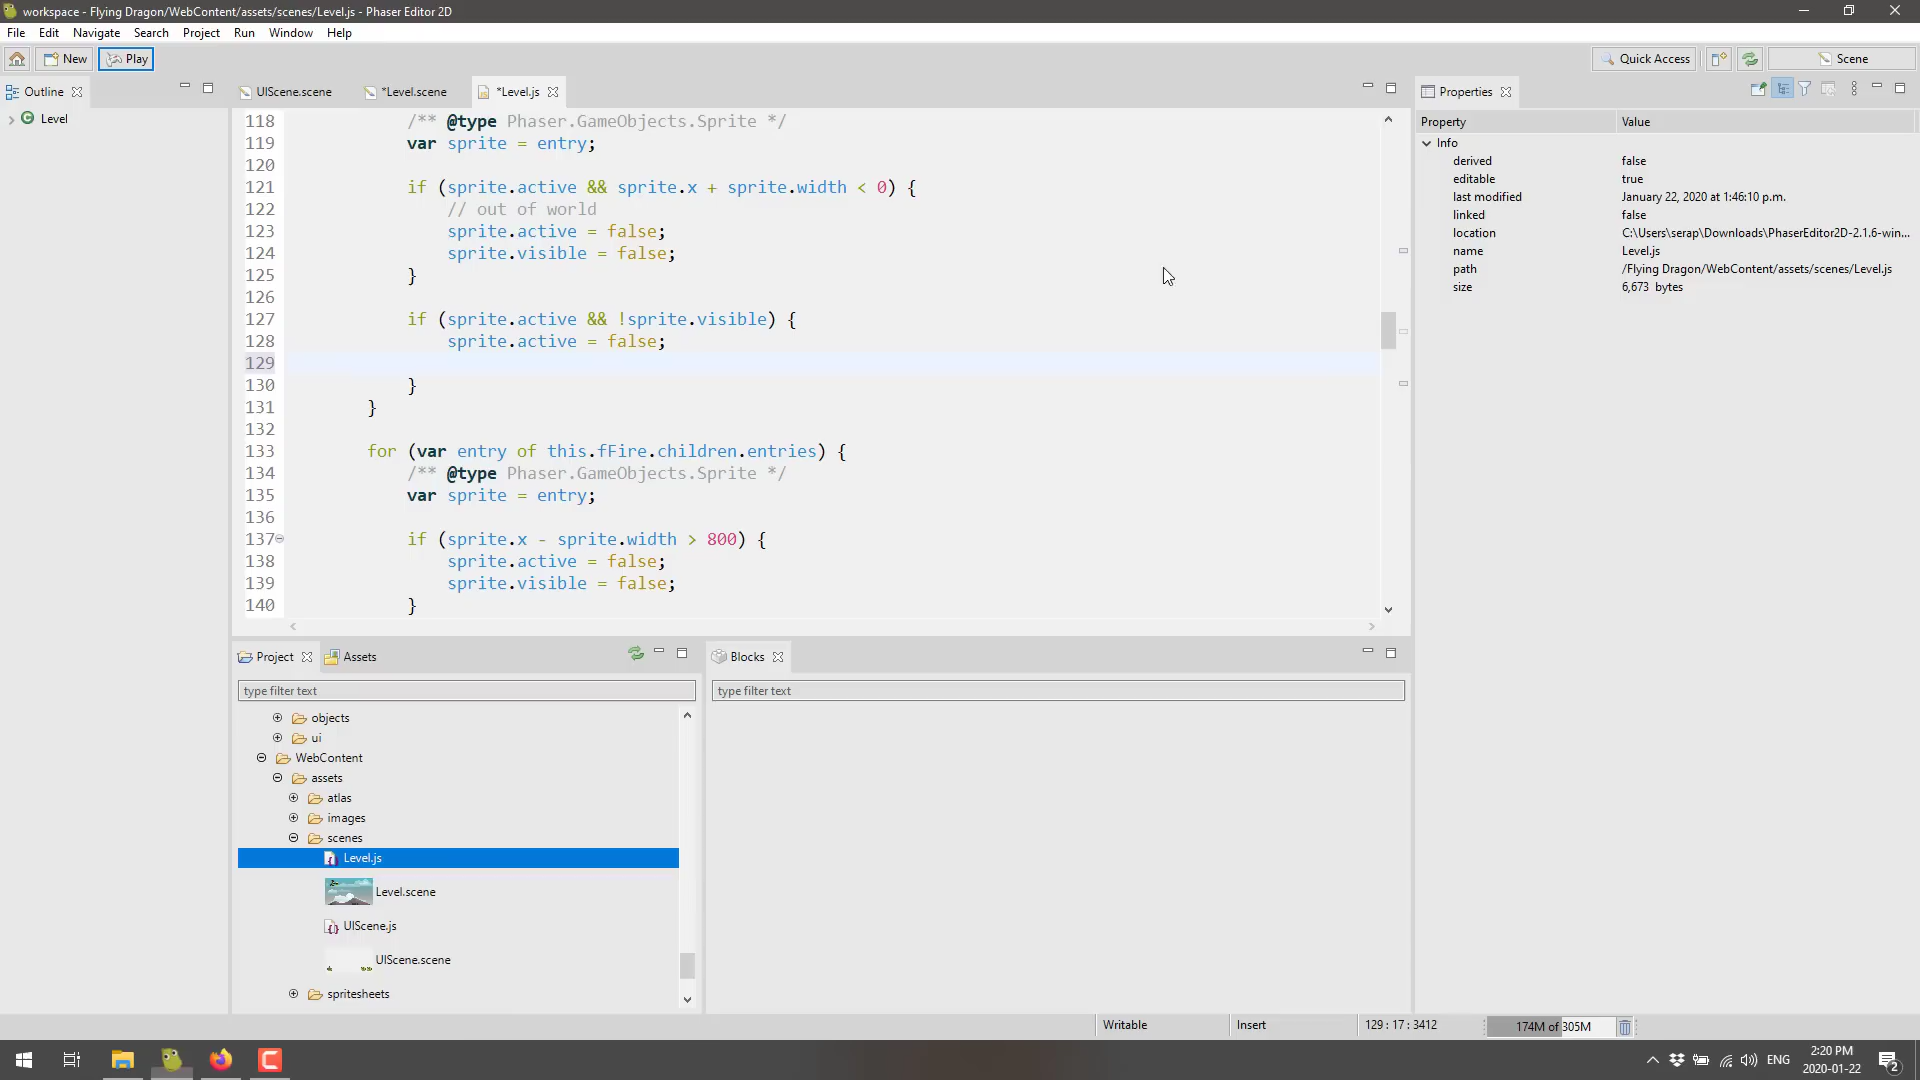 workspace - Flying Dragon/WebContent/assets/scenes/Level.js - Phaser Editor 2D
File Edit Navigate Search Project Run Window Help
New Play Quick Access Scene
Outline
Level
UIScene.scene *Level.scene *Level.js
118 /** @type Phaser.GameObjects.Sprite */
119 var sprite = entry;
120
121 if (sprite.active && sprite.x + sprite.width < 0) {
122 // out of world
123 sprite.active = false;
124 sprite.visible = false;
125 }
126
127 if (sprite.active && !sprite.visible) {
128 sprite.active = false;
129
130 }
131 }
132
133 for (var entry of this.fFire.children.entries) {
134 /** @type Phaser.GameObjects.Sprite */
135 var sprite = entry;
136
137 if (sprite.x - sprite.width > 800) {
138 sprite.active = false;
139 sprite.visible = false;
140 }
Properties
Property Value
Info
derived false
editable true
last modified January 22, 2020 at 1:46:10 p.m.
linked false
location C:\Users\serap\Downloads\PhaserEditor2D-2.1.6-win...
name Level.js
path /Flying Dragon/WebContent/assets/scenes/Level.js
size 6,673 bytes
Project Assets
type filter text
objects
ui
WebContent
assets
atlas
images
scenes
Level.js
Level.scene
UIScene.js
UIScene.scene
spritesheets
Blocks
type filter text
Writable Insert 129 : 17 : 3412 174M of 305M
ENG 2:20 PM
2020-01-22
2